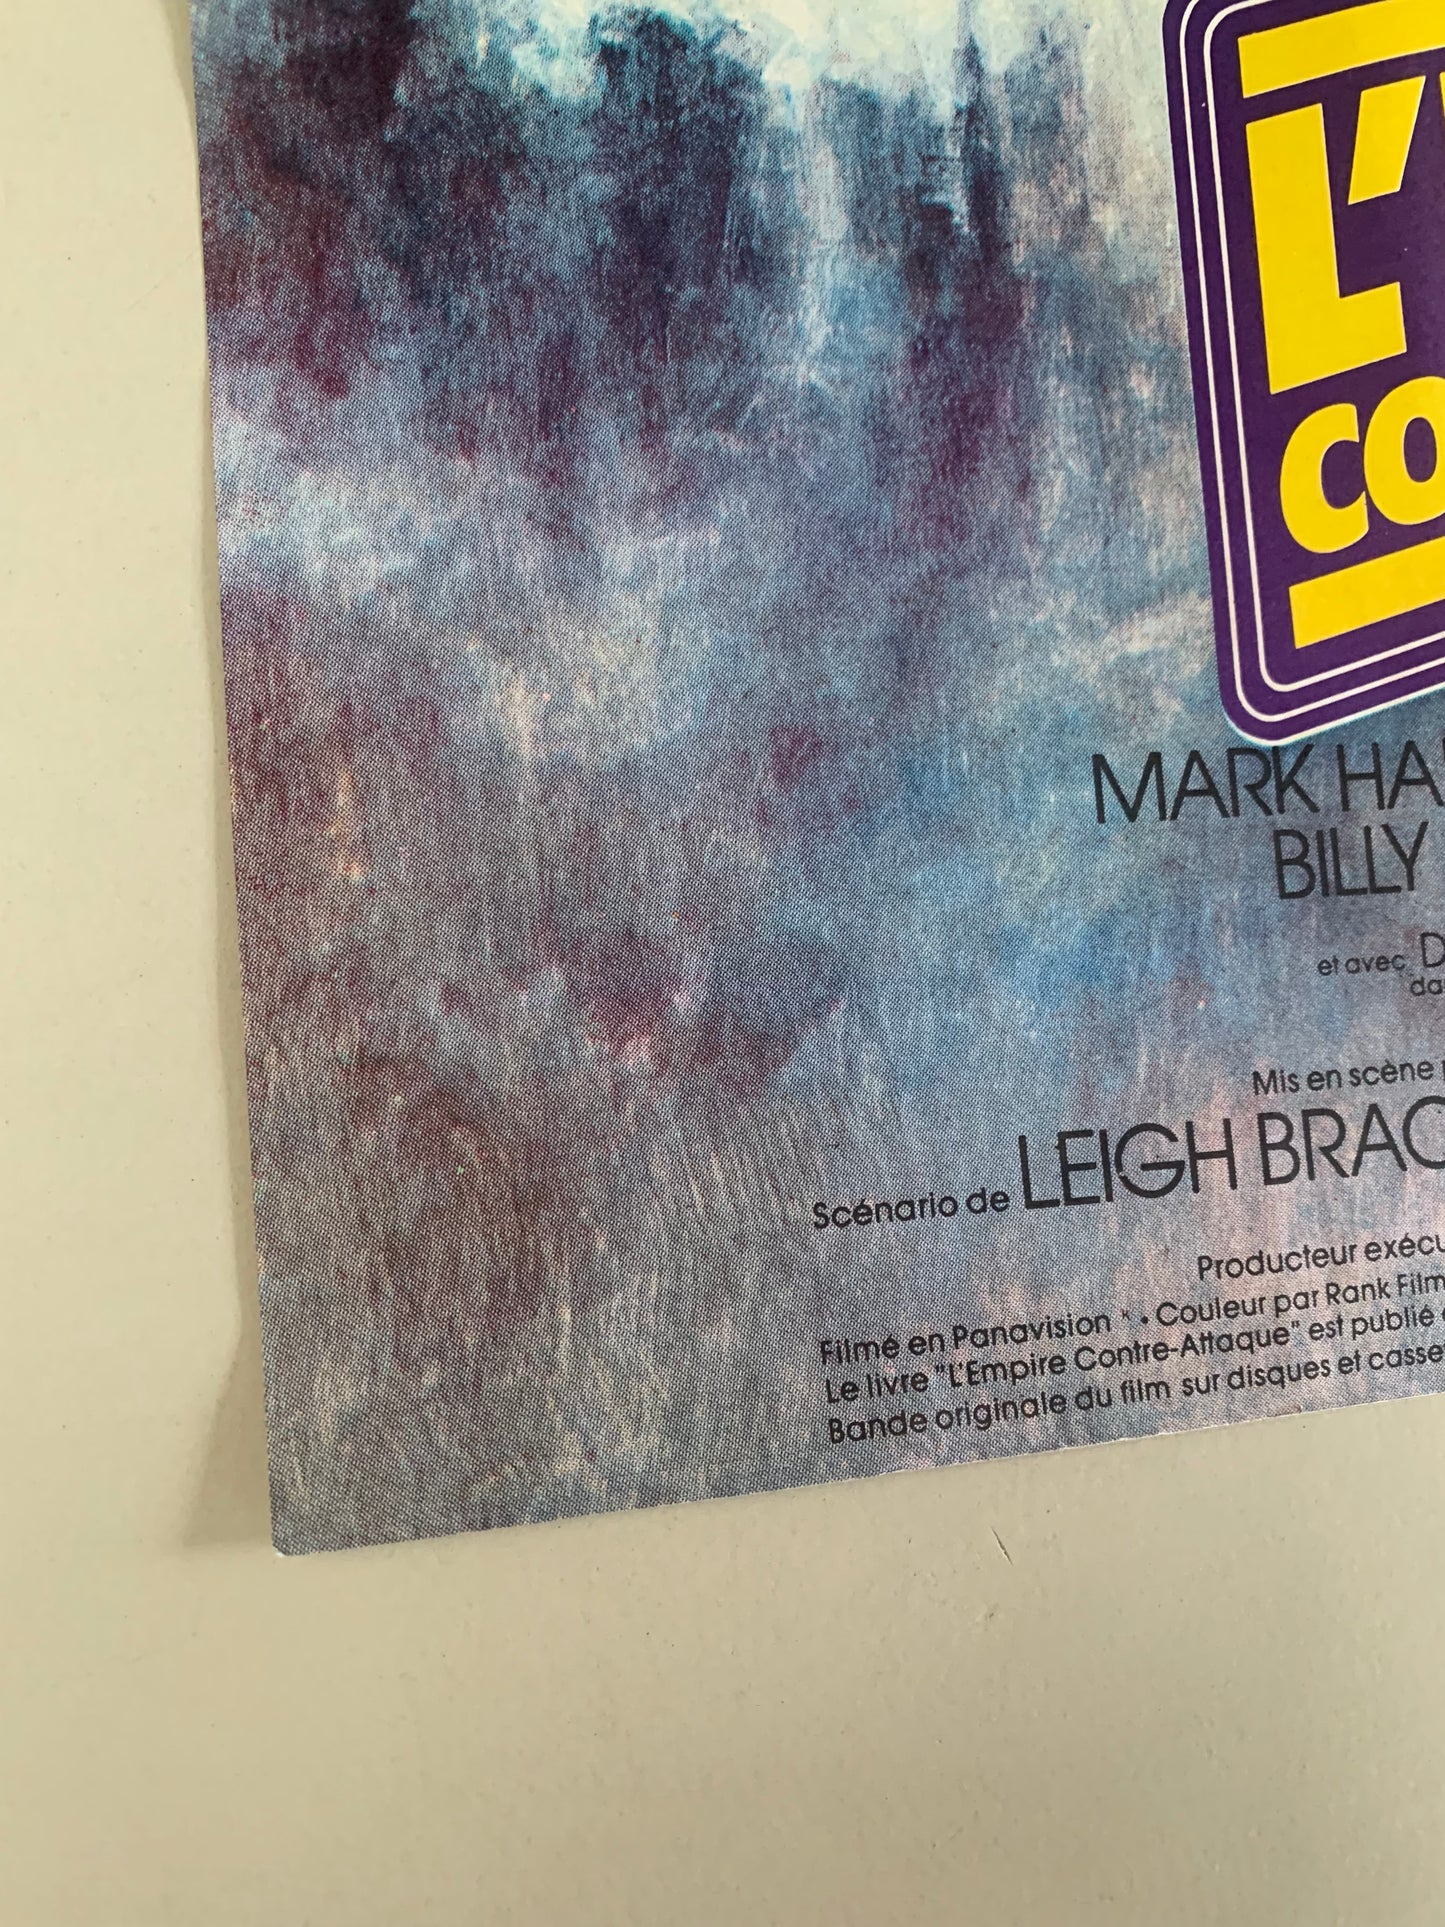 L'
CO
MARK HA
BILLY
et avec D
da
Mis en scène
Scénario de LEIGH BRAC
Producteur exécu
Filmé en Panavision • Couleur par Rank Film
Le livre "L'Empire Contre-Attaque" est publié
Bande originale du film sur disques et casse